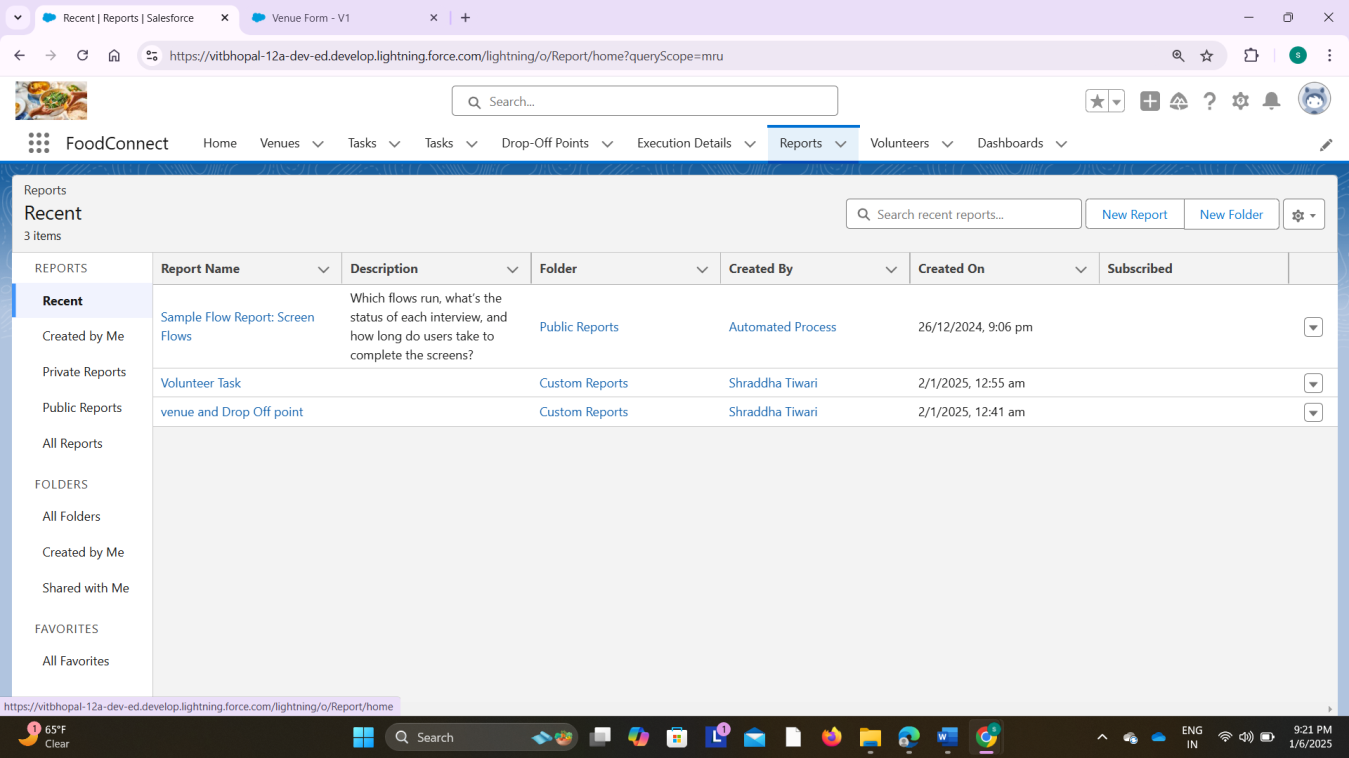 Recent | Reports | Salesforce
Venue Form - V1
https://vitbhopal-12a-dev-ed.develop.lightning.force.com/lightning/o/Report/home?queryScope=mru
S
Search...
FoodConnect
Home
Venues
Tasks
Tasks
Drop-Off Points
Execution Details
Reports
Volunteers
Dashboards
Reports
Recent
3 items
Search recent reports...
New Report
New Folder
REPORTS
Recent
Created by Me
Private Reports
Public Reports
All Reports
FOLDERS
All Folders
Created by Me
Shared with Me
FAVORITES
All Favorites
Report Name
Description
Folder
Created By
Created On
Subscribed
Sample Flow Report: Screen
Flows
Which flows run, what's the
status of each interview, and
how long do users take to
complete the screens?
Public Reports
Automated Process
26/12/2024, 9:06 pm
Volunteer Task
Custom Reports
Shraddha Tiwari
2/1/2025, 12:55 am
venue and Drop Off point
Custom Reports
Shraddha Tiwari
2/1/2025, 12:41 am
https://vitbhopal-12a-dev-ed.develop.lightning.force.com/lightning/o/Report/home
1
65°F
Clear
Search
L
1
W
S
ENG
IN
9:21 PM
1/6/2025